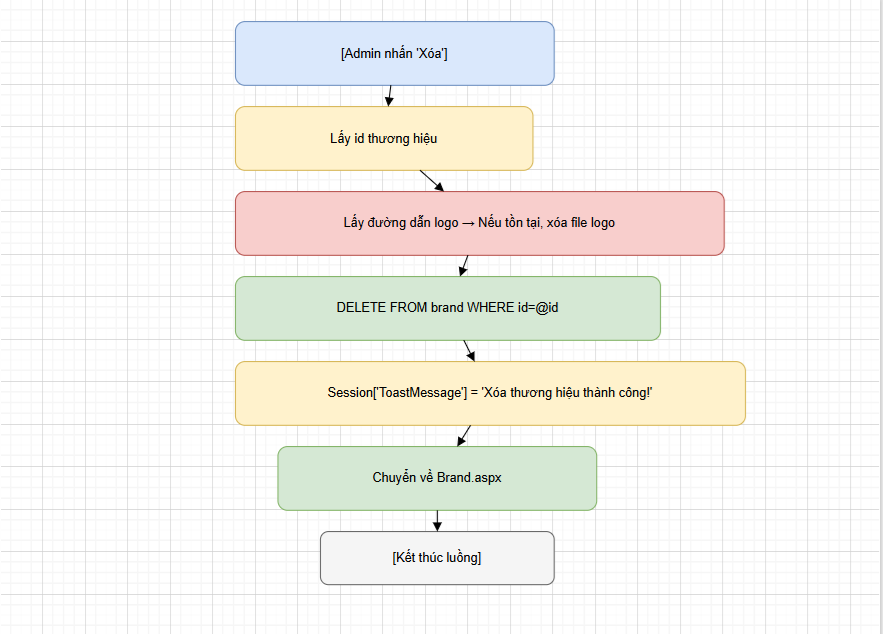 [Admin nhấn 'Xóa']
Lấy id thương hiệu
Lấy đường dẫn logo → Nếu tồn tại, xóa file logo
DELETE FROM brand WHERE id=@id
Session['ToastMessage'] = 'Xóa thương hiệu thành công!'
Chuyển về Brand.aspx
[Kết thúc luồng]